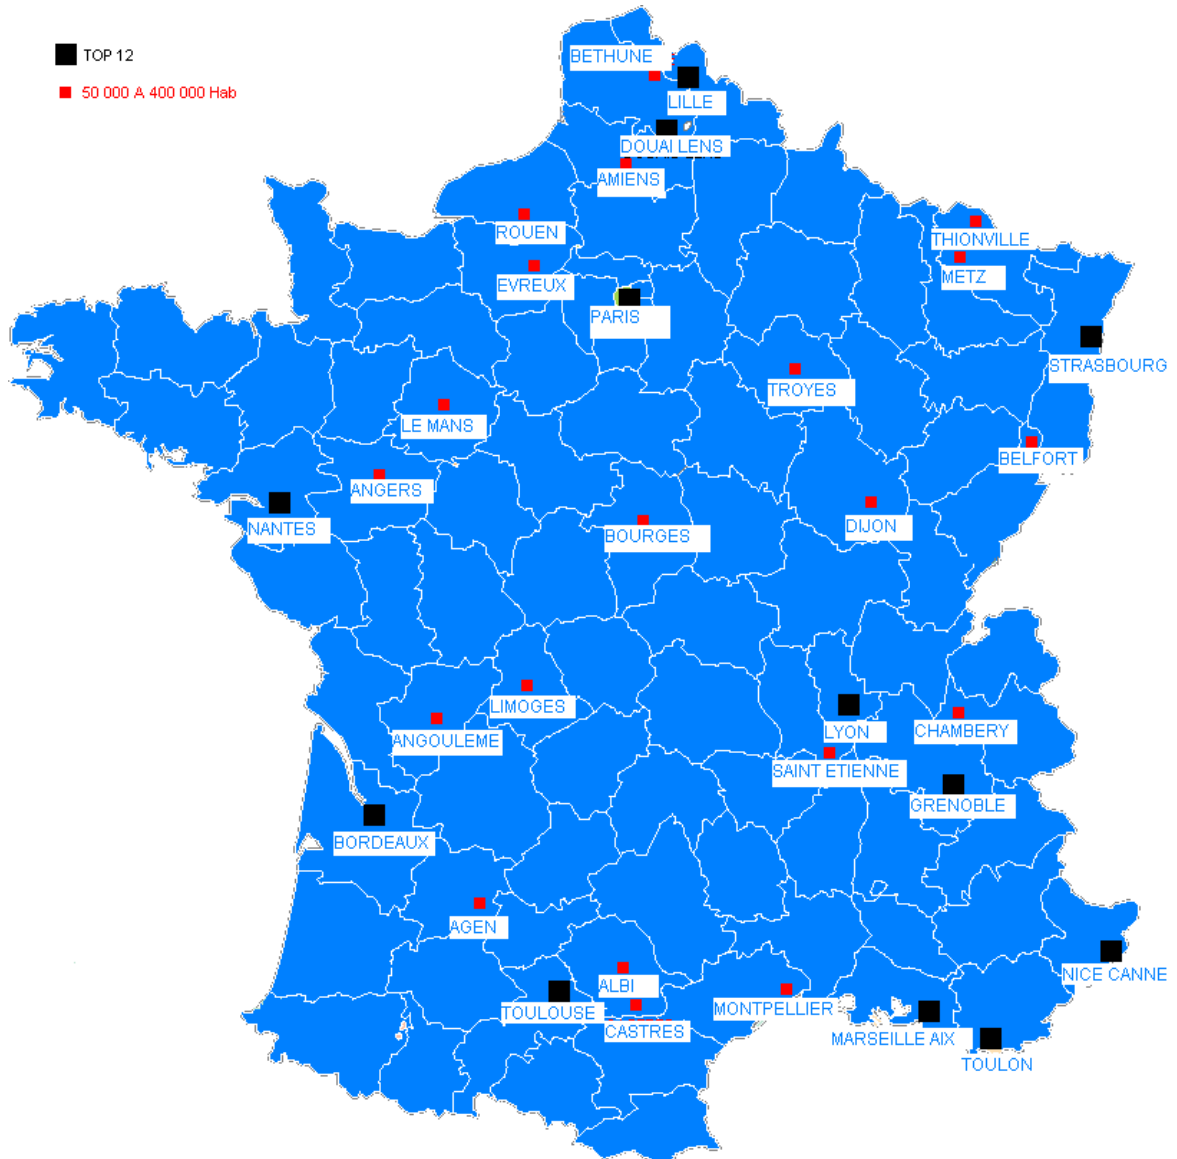 TOP 12
50 000 A 400 000 Hab
BETHUNE
LILLE
DOUAI LENS
AMIENS
ROUEN
THIONVILLE
EVREUX
METZ
PARIS
STRASBOURG
TROYES
LE MANS
BELFORT
ANGERS
NANTES
BOURGES
DIJON
LIMOGES
ANGOULEME
LYON
CHAMBERY
SAINT ETIENNE
GRENOBLE
BORDEAUX
AGEN
NICE CANNE
ALBI
TOULOUSE
MONTPELLIER
CASTRES
MARSEILLE AIX
TOULON